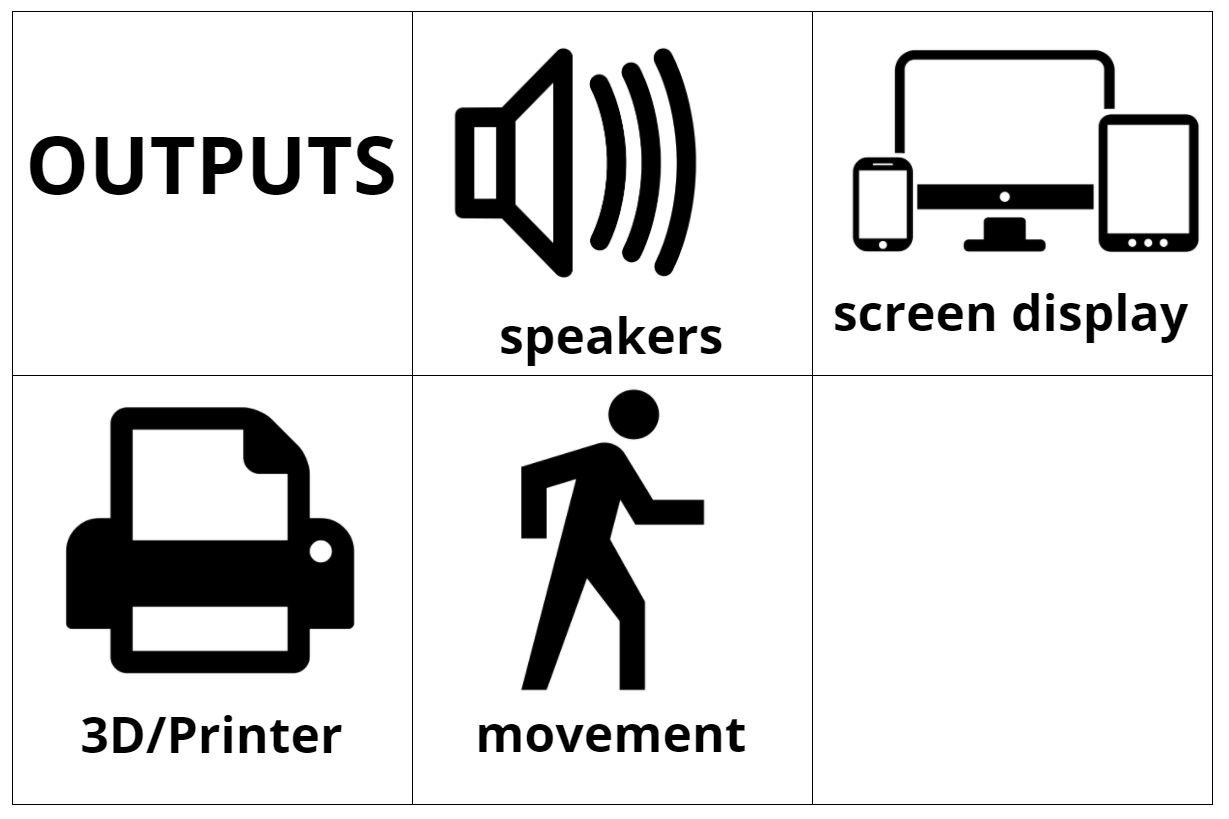 OUTPUTS
speakers
screen display
3D/Printer
movement